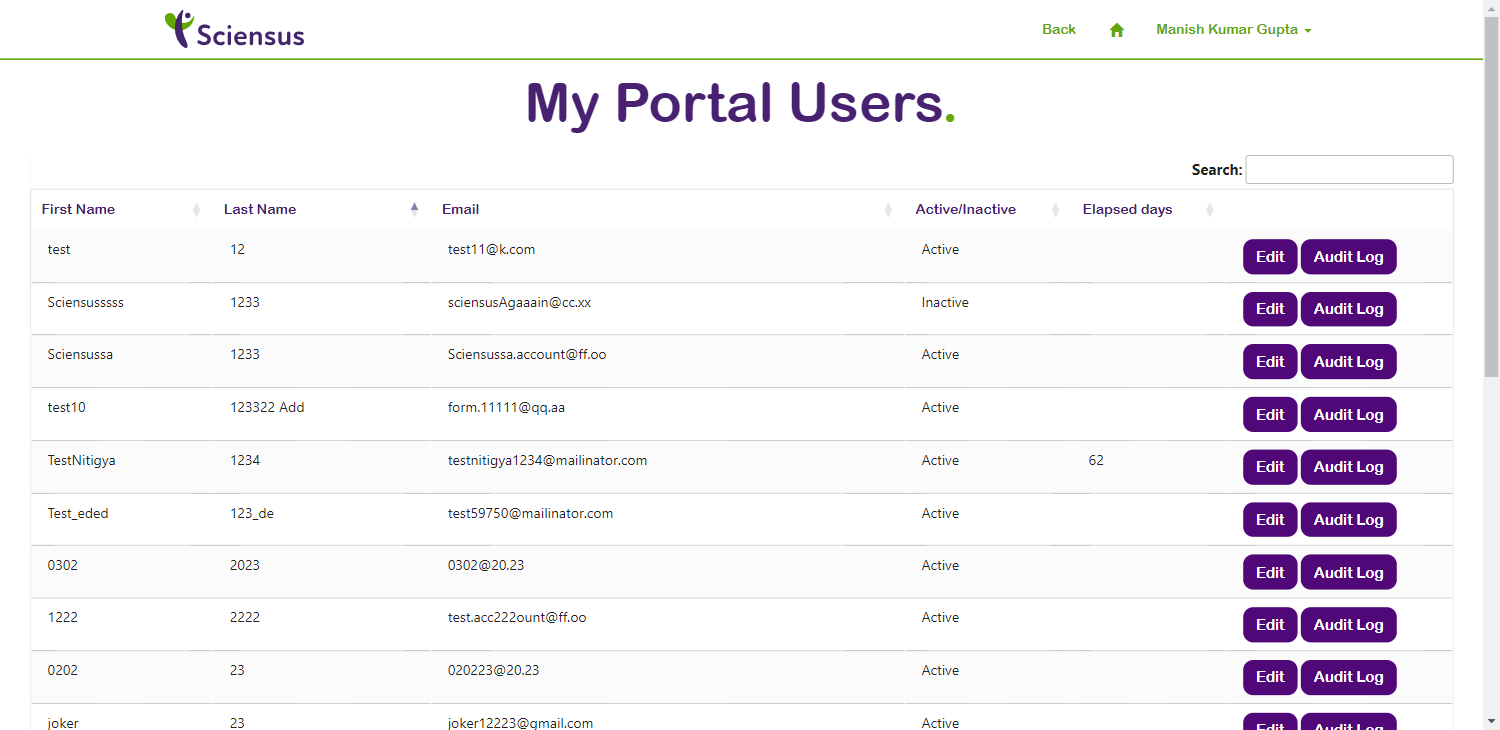 Sciensus
Back
Manish Kumar Gupta
My Portal Users.
Search:
First Name Last Name Email Active/Inactive Elapsed days
test 12 test11@k.com Active Edit Audit Log
Sciensusssss 1233 sciensusAgaaain@cc.xx Inactive Edit Audit Log
Sciensussa 1233 Sciensussa.account@ff.oo Active Edit Audit Log
test10 123322 Add form.11111@qq.aa Active Edit Audit Log
TestNitigya 1234 testnitigya1234@mailinator.com Active 62 Edit Audit Log
Test_eded 123_de test59750@mailinator.com Active Edit Audit Log
0302 2023 0302@20.23 Active Edit Audit Log
1222 2222 test.acc222ount@ff.oo Active Edit Audit Log
0202 23 020223@20.23 Active Edit Audit Log
joker 23 joker12223@gmail.com Active Edit Audit Log